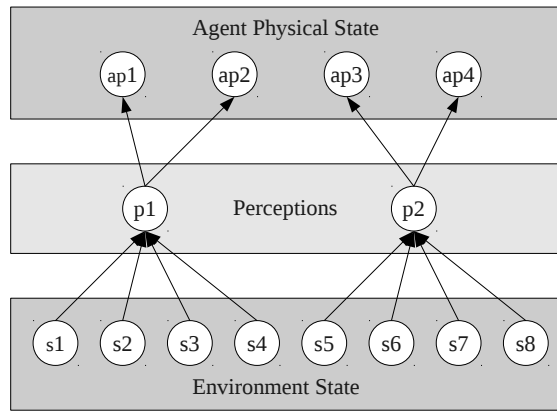 Agent Physical State
ap1 ap2 ap3 ap4
p1 Perceptions p2
s1 s2 s3 s4 s5 s6 s7 s8
Environment State